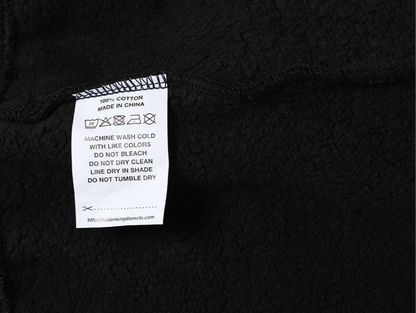 100% COTTON
MADE IN CHINA
30
MACHINE WASH COLD
WITH LIKE COLORS
DO NOT BLEACH
DO NOT DRY CLEAN
LINE DRY IN SHADE
DO NOT TUMBLE DRY